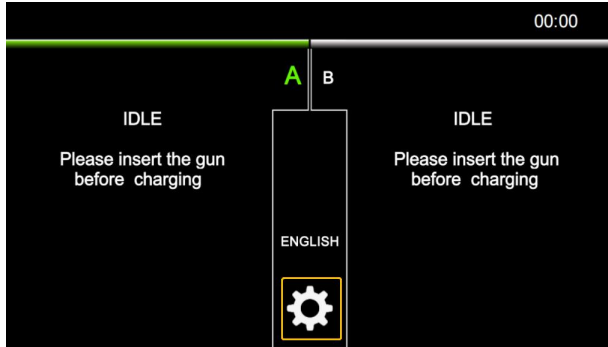 00:00
A
B
IDLE
Please insert the gun
before charging
ENGLISH
IDLE
Please insert the gun
before charging